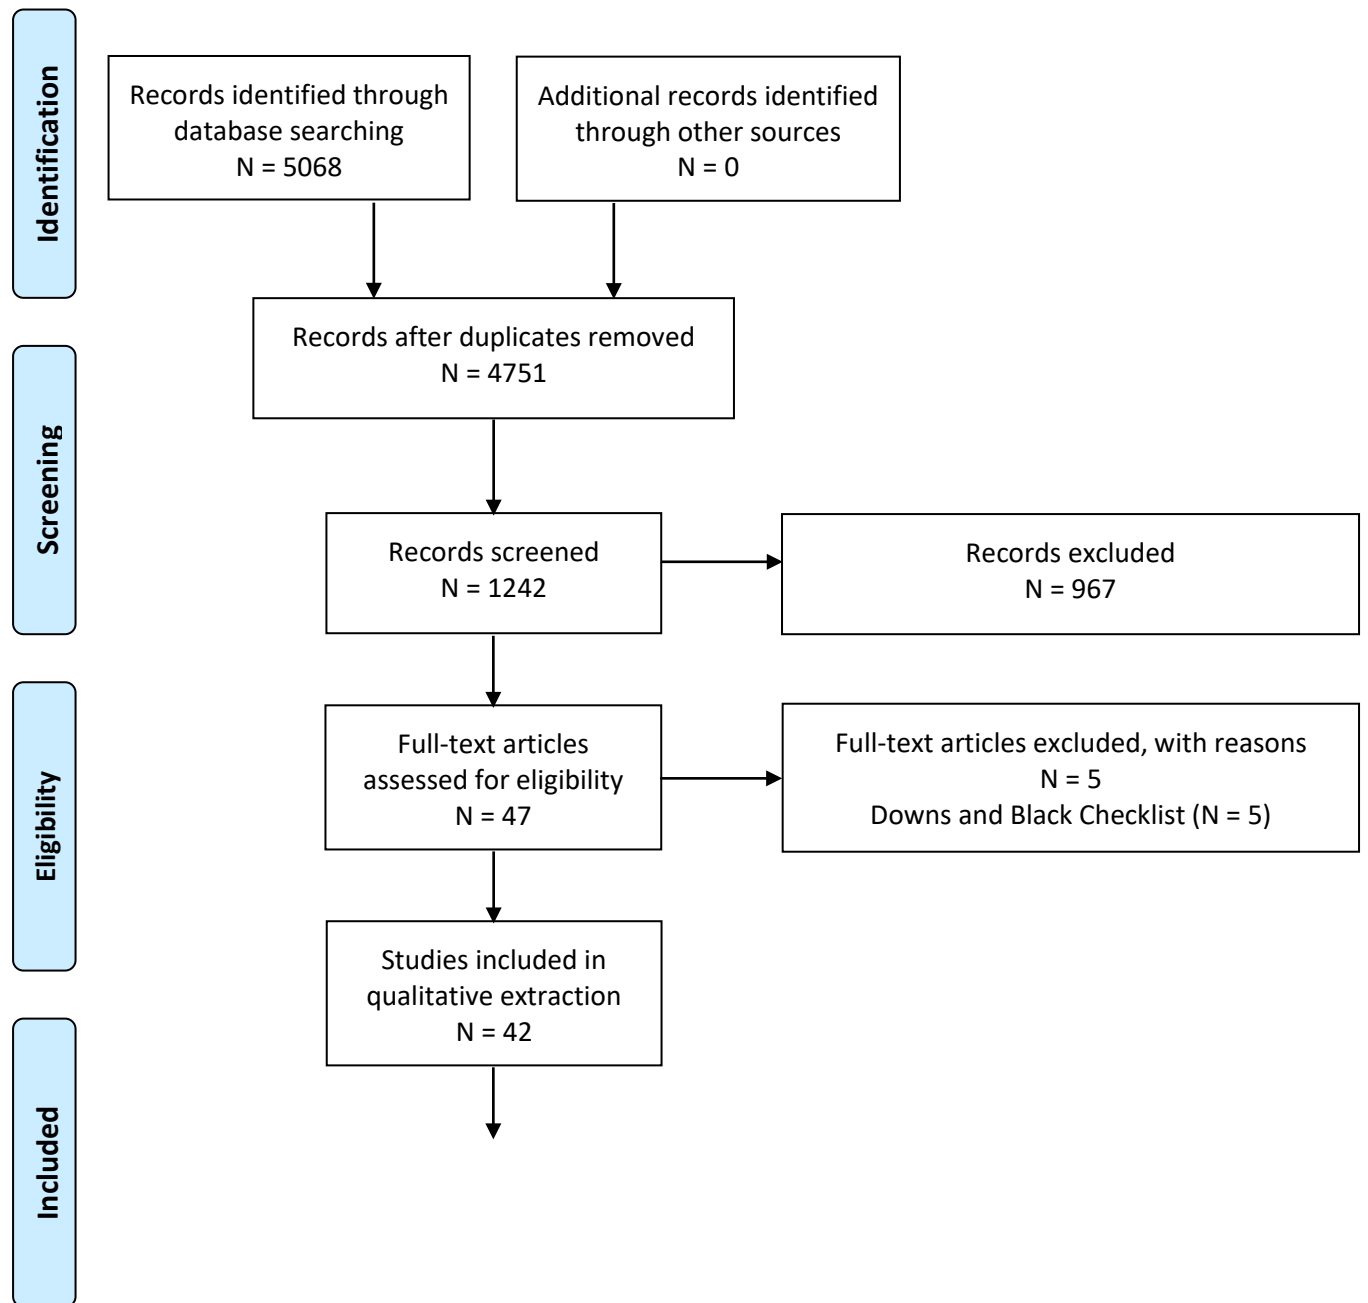 Identification
Records identified through
database searching
N = 5068
Additional records identified
through other sources
N = 0
Records after duplicates removed
N = 4751
Screening
Records screened
N = 1242
Records excluded
N = 967
Eligibility
Full-text articles
assessed for eligibility
N = 47
Full-text articles excluded, with reasons
N = 5
Downs and Black Checklist (N = 5)
Studies included in
qualitative extraction
N = 42
Included